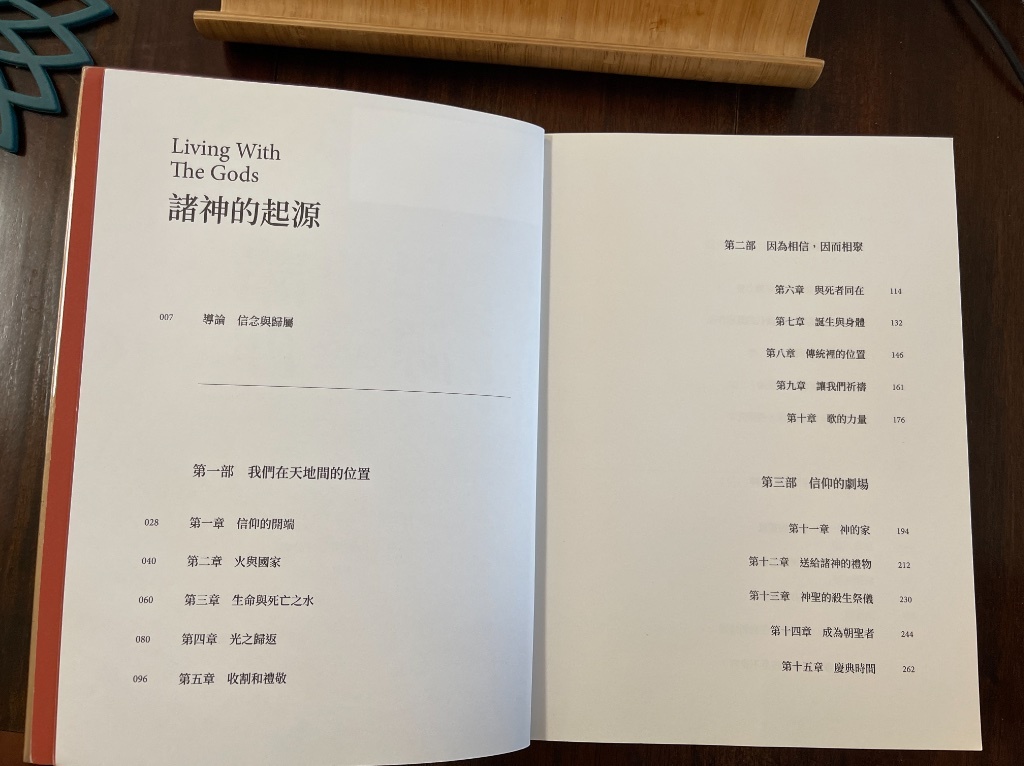 Living With
The Gods
諸神的起源
007 導論 信念與歸屬
第一部 我們在天地間的位置
028 第一章 信仰的開端
040 第二章 火與國家
060 第三章 生命與死亡之水
080 第四章 光之歸返
096 第五章 收割和禮敬
第二部 因為相信，因而相聚
第六章 與死者同在 114
第七章 誕生與身體 132
第八章 傳統裡的位置 146
第九章 讓我們祈禱 161
第十章 歌的力量 176
第三部 信仰的劇場
第十一章 神的家 194
第十二章 送給諸神的禮物 212
第十三章 神聖的殺生祭儀 230
第十四章 成為朝聖者 244
第十五章 慶典時間 262